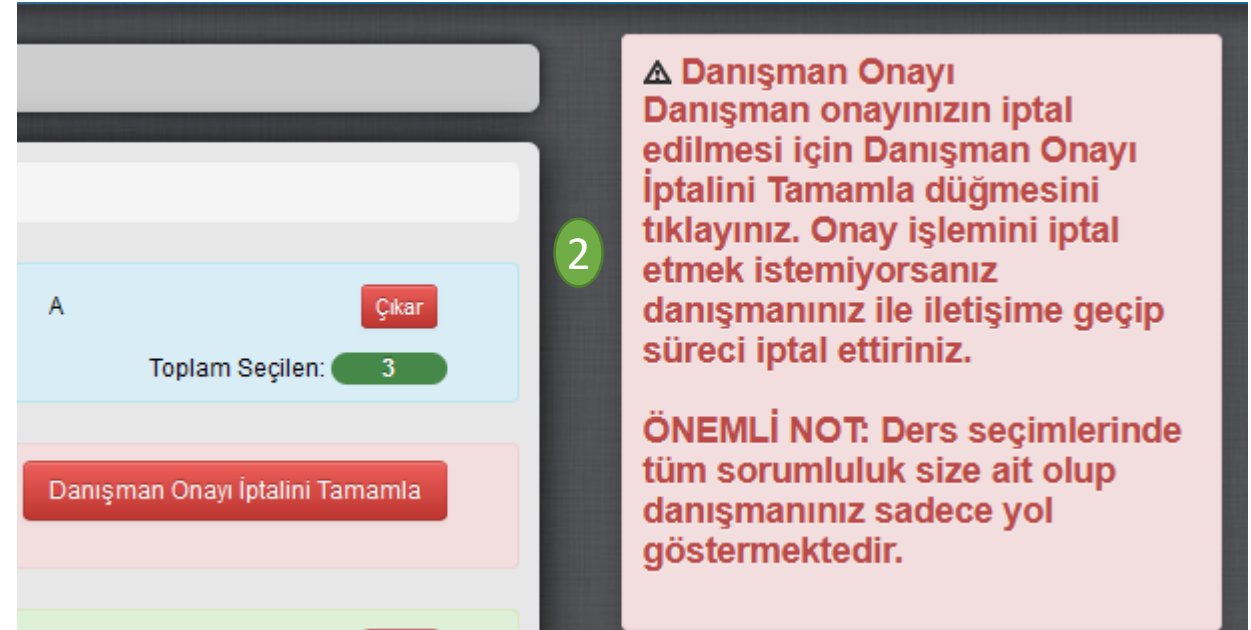 A
Çıkar
Toplam Seçilen: 3
Danışman Onayı İptalini Tamamla
2
Danışman Onayı
Danışman onayınızın iptal
edilmesi için Danışman Onayı
İptalini Tamamla düğmesini
tıklayınız. Onay işlemini iptal
etmek istemiyorsanız
danışmanınız ile iletişime geçip
süreci iptal ettiriniz.
ÖNEMLİ NOT: Ders seçimlerinde
tüm sorumluluk size ait olup
danışmanınız sadece yol
göstermektedir.